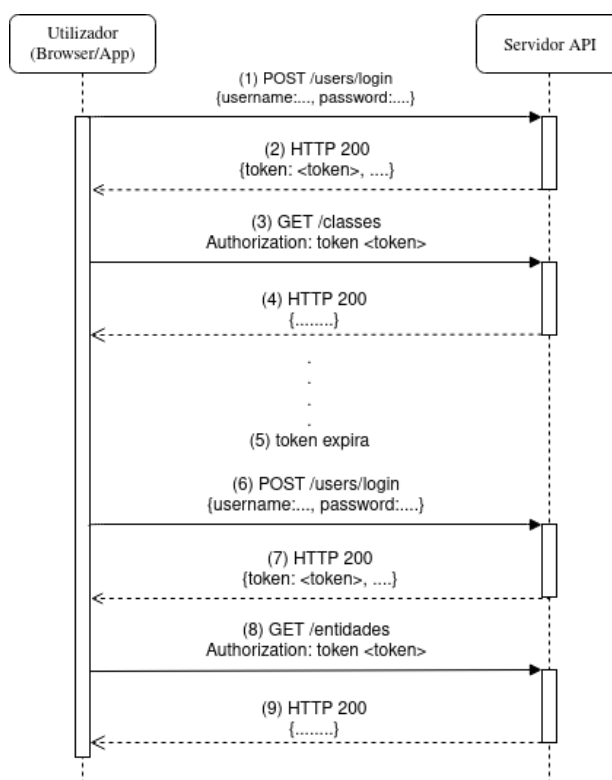 Utilizador
(Browser/App)
Servidor API
(1) POST /users/login
{username:..., password:....}
(2) HTTP 200
{token: <token>, ....}
(3) GET /classes
Authorization: token <token>
(4) HTTP 200
{........}
.
.
.
.
(5) token expira
(6) POST /users/login
{username:..., password:....}
(7) HTTP 200
{token: <token>, ....}
(8) GET /entidades
Authorization: token <token>
(9) HTTP 200
{........}